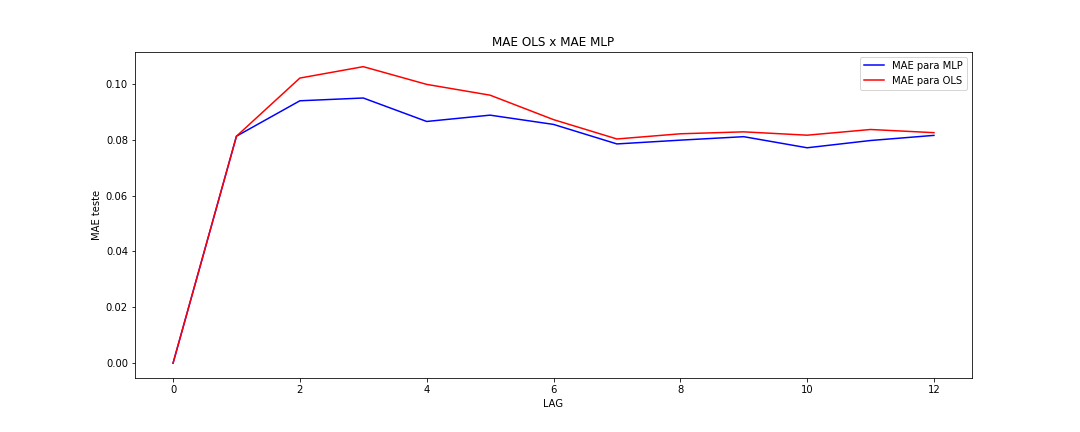 MAE OLS x MAE MLP
MAE para MLP
MAE para OLS
0.10
0.08
0.06
0.04
0.02
0.00
MAE teste
0 2 4 6 8 10 12
LAG